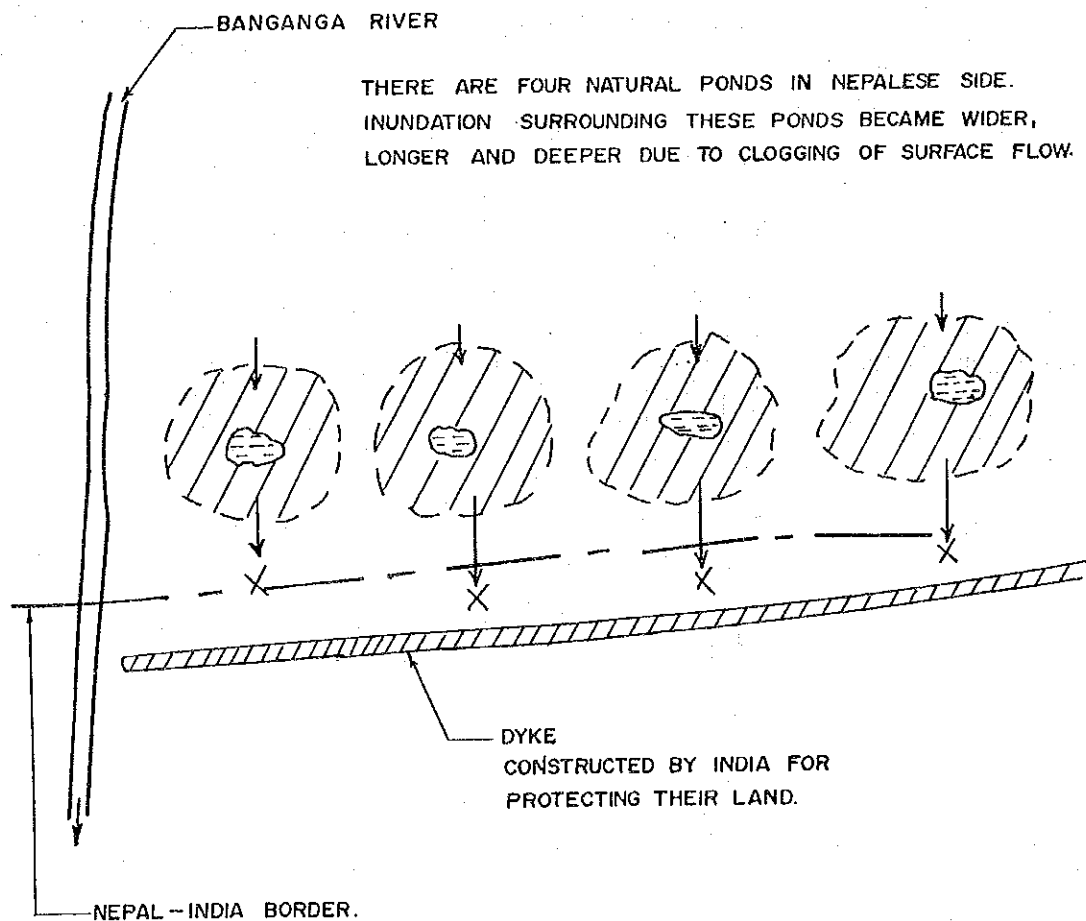 BANGANGA RIVER
THERE ARE FOUR NATURAL PONDS IN NEPALESE SIDE.
INUNDATION SURROUNDING THESE PONDS BECAME WIDER,
LONGER AND DEEPER DUE TO CLOGGING OF SURFACE FLOW.
DYKE
CONSTRUCTED BY INDIA FOR
PROTECTING THEIR LAND.
NEPAL-INDIA BORDER.